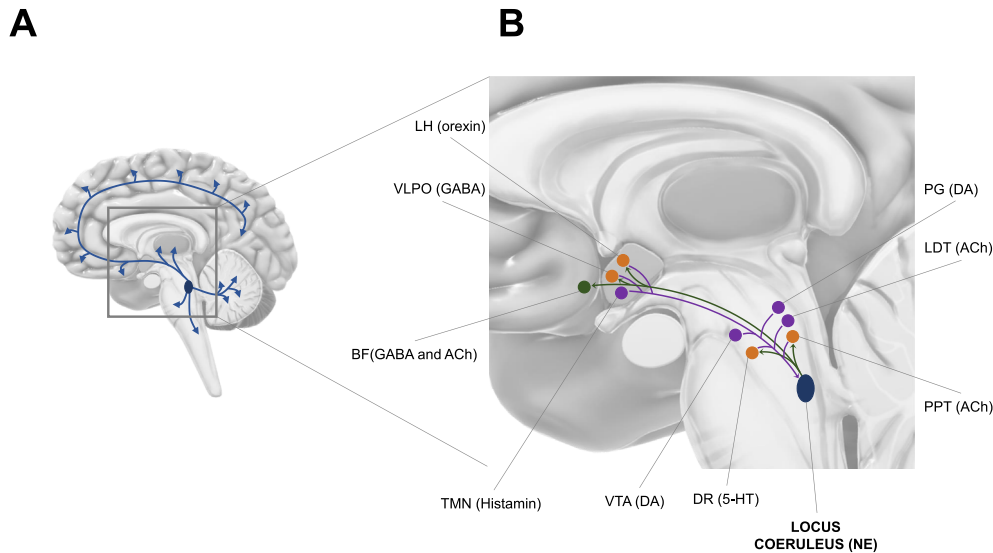 A
B
LH (orexin)
VLPO (GABA)
PG (DA)
LDT (ACh)
BF(GABA and ACh)
PPT (ACh)
TMN (Histamin)
VTA (DA)
DR (5-HT)
LOCUS
COERULEUS (NE)